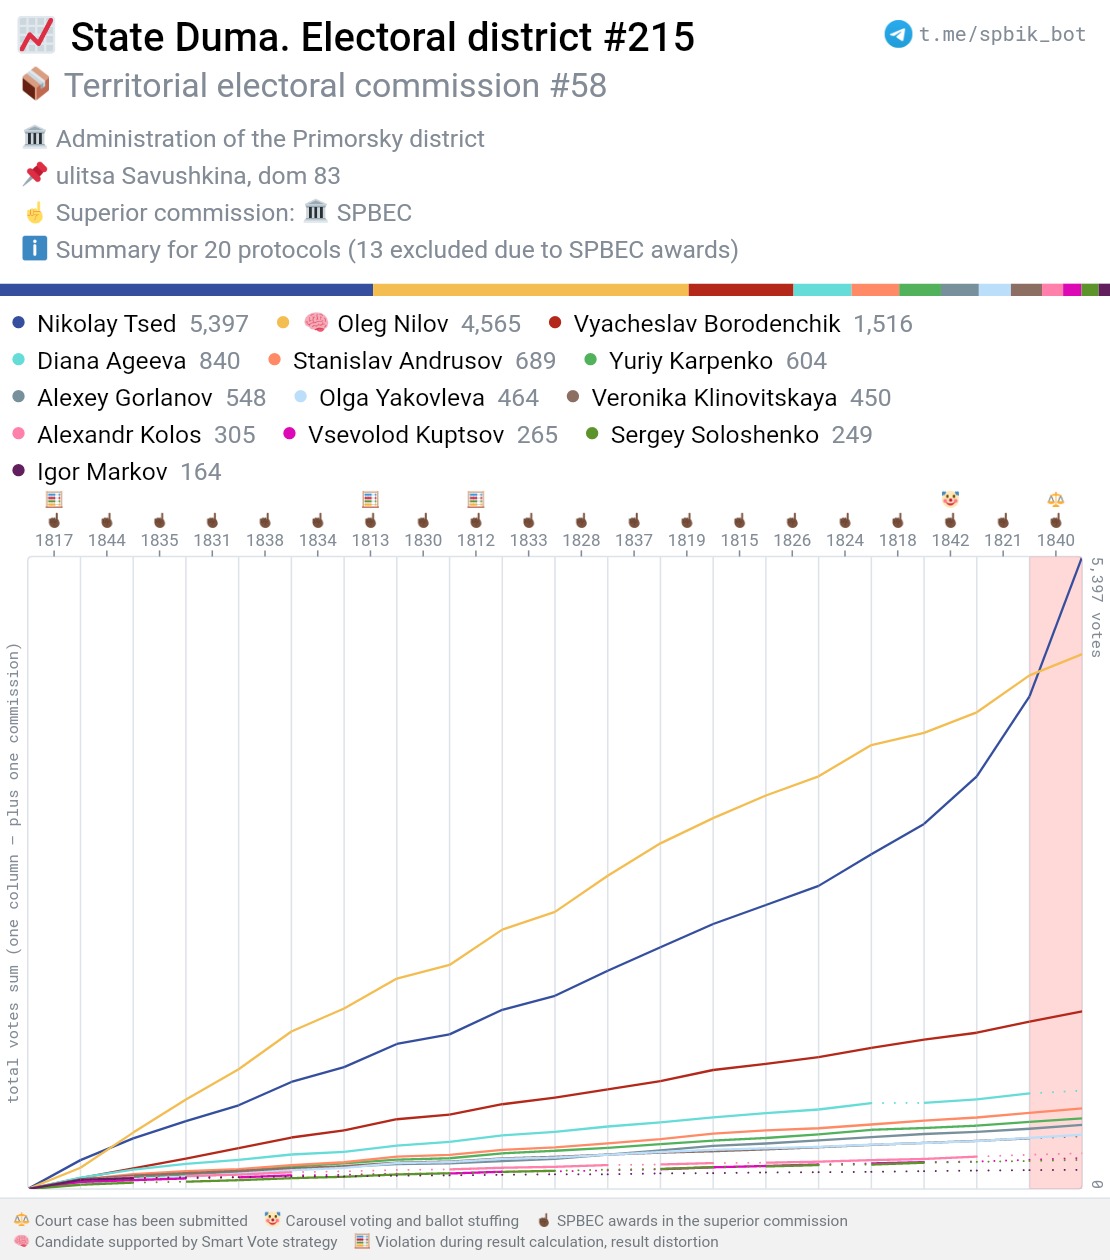 State Duma. Electoral district #215
t.me/spbik_bot
Territorial electoral commission #58
Administration of the Primorsky district
ulitsa Savushkina, dom 83
Superior commission: SPBEC
Summary for 20 protocols (13 excluded due to SPBEC awards)
Nikolay Tsed 5,397 Oleg Nilov 4,565 Vyacheslav Borodenchik 1,516
Diana Ageeva 840 Stanislav Andrusov 689 Yuriy Karpenko 604
Alexey Gorlanov 548 Olga Yakovleva 464 Veronika Klinovitskaya 450
Alexandr Kolos 305 Vsevolod Kuptsov 265 Sergey Soloshenko 249
Igor Markov 164
1817 1844 1835 1831 1838 1834 1813 1830 1812 1833 1828 1837 1819 1815 1826 1824 1818 1842 1821 1840
5,397 votes
total votes sum (one column – plus one commission)
0
Court case has been submitted Carousel voting and ballot stuffing SPBEC awards in the superior commission
Candidate supported by Smart Vote strategy Violation during result calculation, result distortion